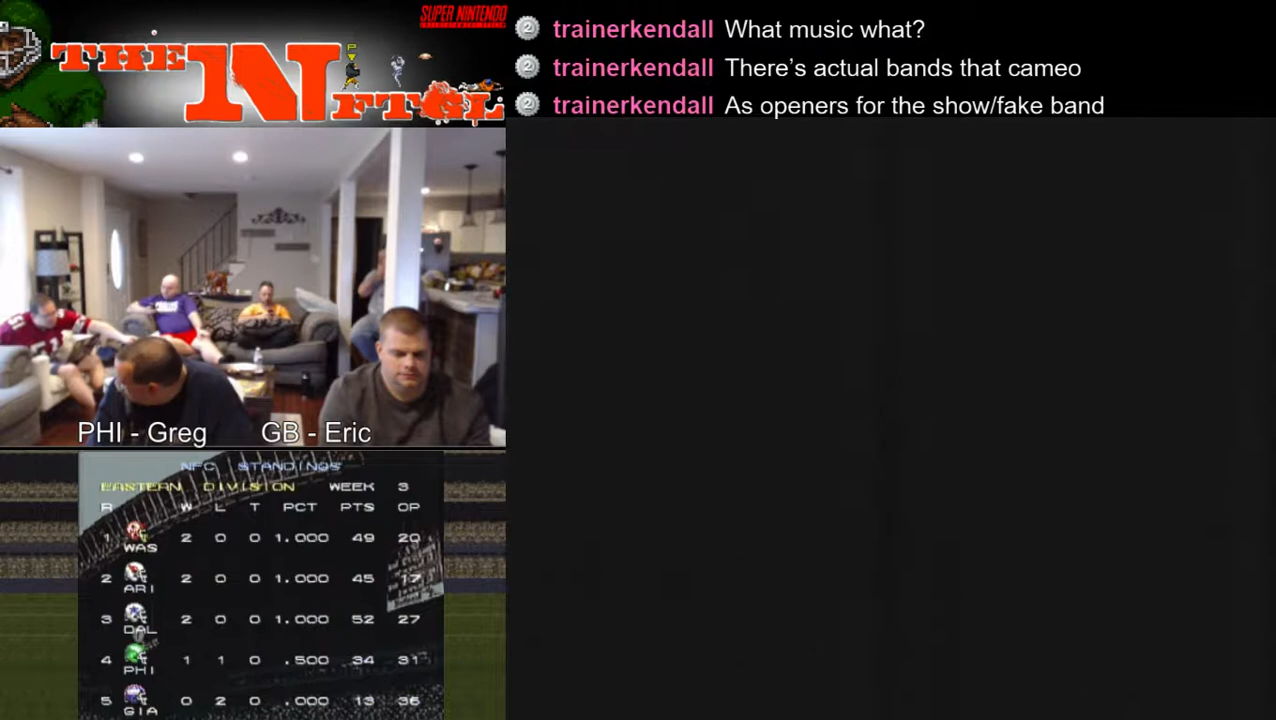 SUPER NINTENDO
THE NFTSL
trainerkendall What music what?
trainerkendall There's actual bands that cameo
trainerkendall As openers for the show/fake band
PHI - Greg GB - Eric
NFC STANDINGS
EASTERN DIVISION WEEK 3
R W L T PCT PTS OP
1 WAS 2 0 0 1.000 49 20
2 ARI 2 0 0 1.000 45 17
3 DAL 2 0 0 1.000 52 27
4 PHI 1 1 0 .500 34 31
5 GIA 0 2 0 .000 13 36